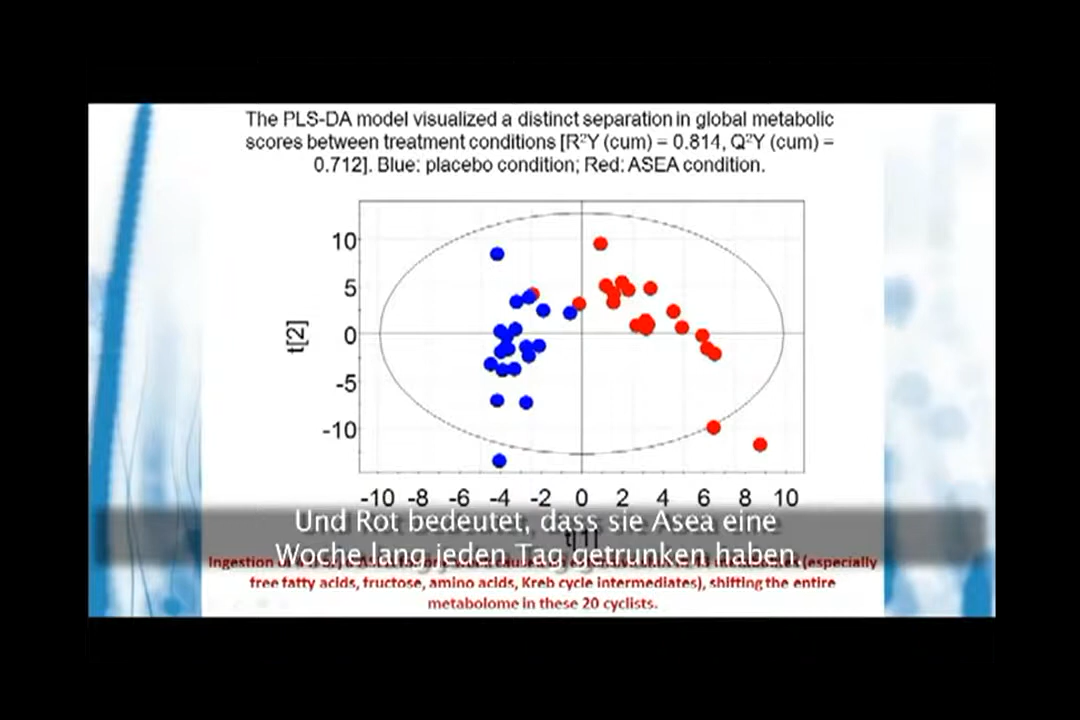 The PLS-DA model visualized a distinct separation in global metabolic
scores between treatment conditions [R²Y (cum) = 0.814, Q²Y (cum) =
0.712]. Blue: placebo condition; Red: ASEA condition.
10
5
0
-5
-10
t[2]
-10 -8 -6 -4 -2 0 2 4 6 8 10
t[1]
Und Rot bedeutet, dass sie Asea eine
Woche lang jeden Tag getrunken haben.
Ingestion (especially
free fatty acids, fructose, amino acids, Kreb cycle intermediates), shifting the entire
metabolome in these 20 cyclists.